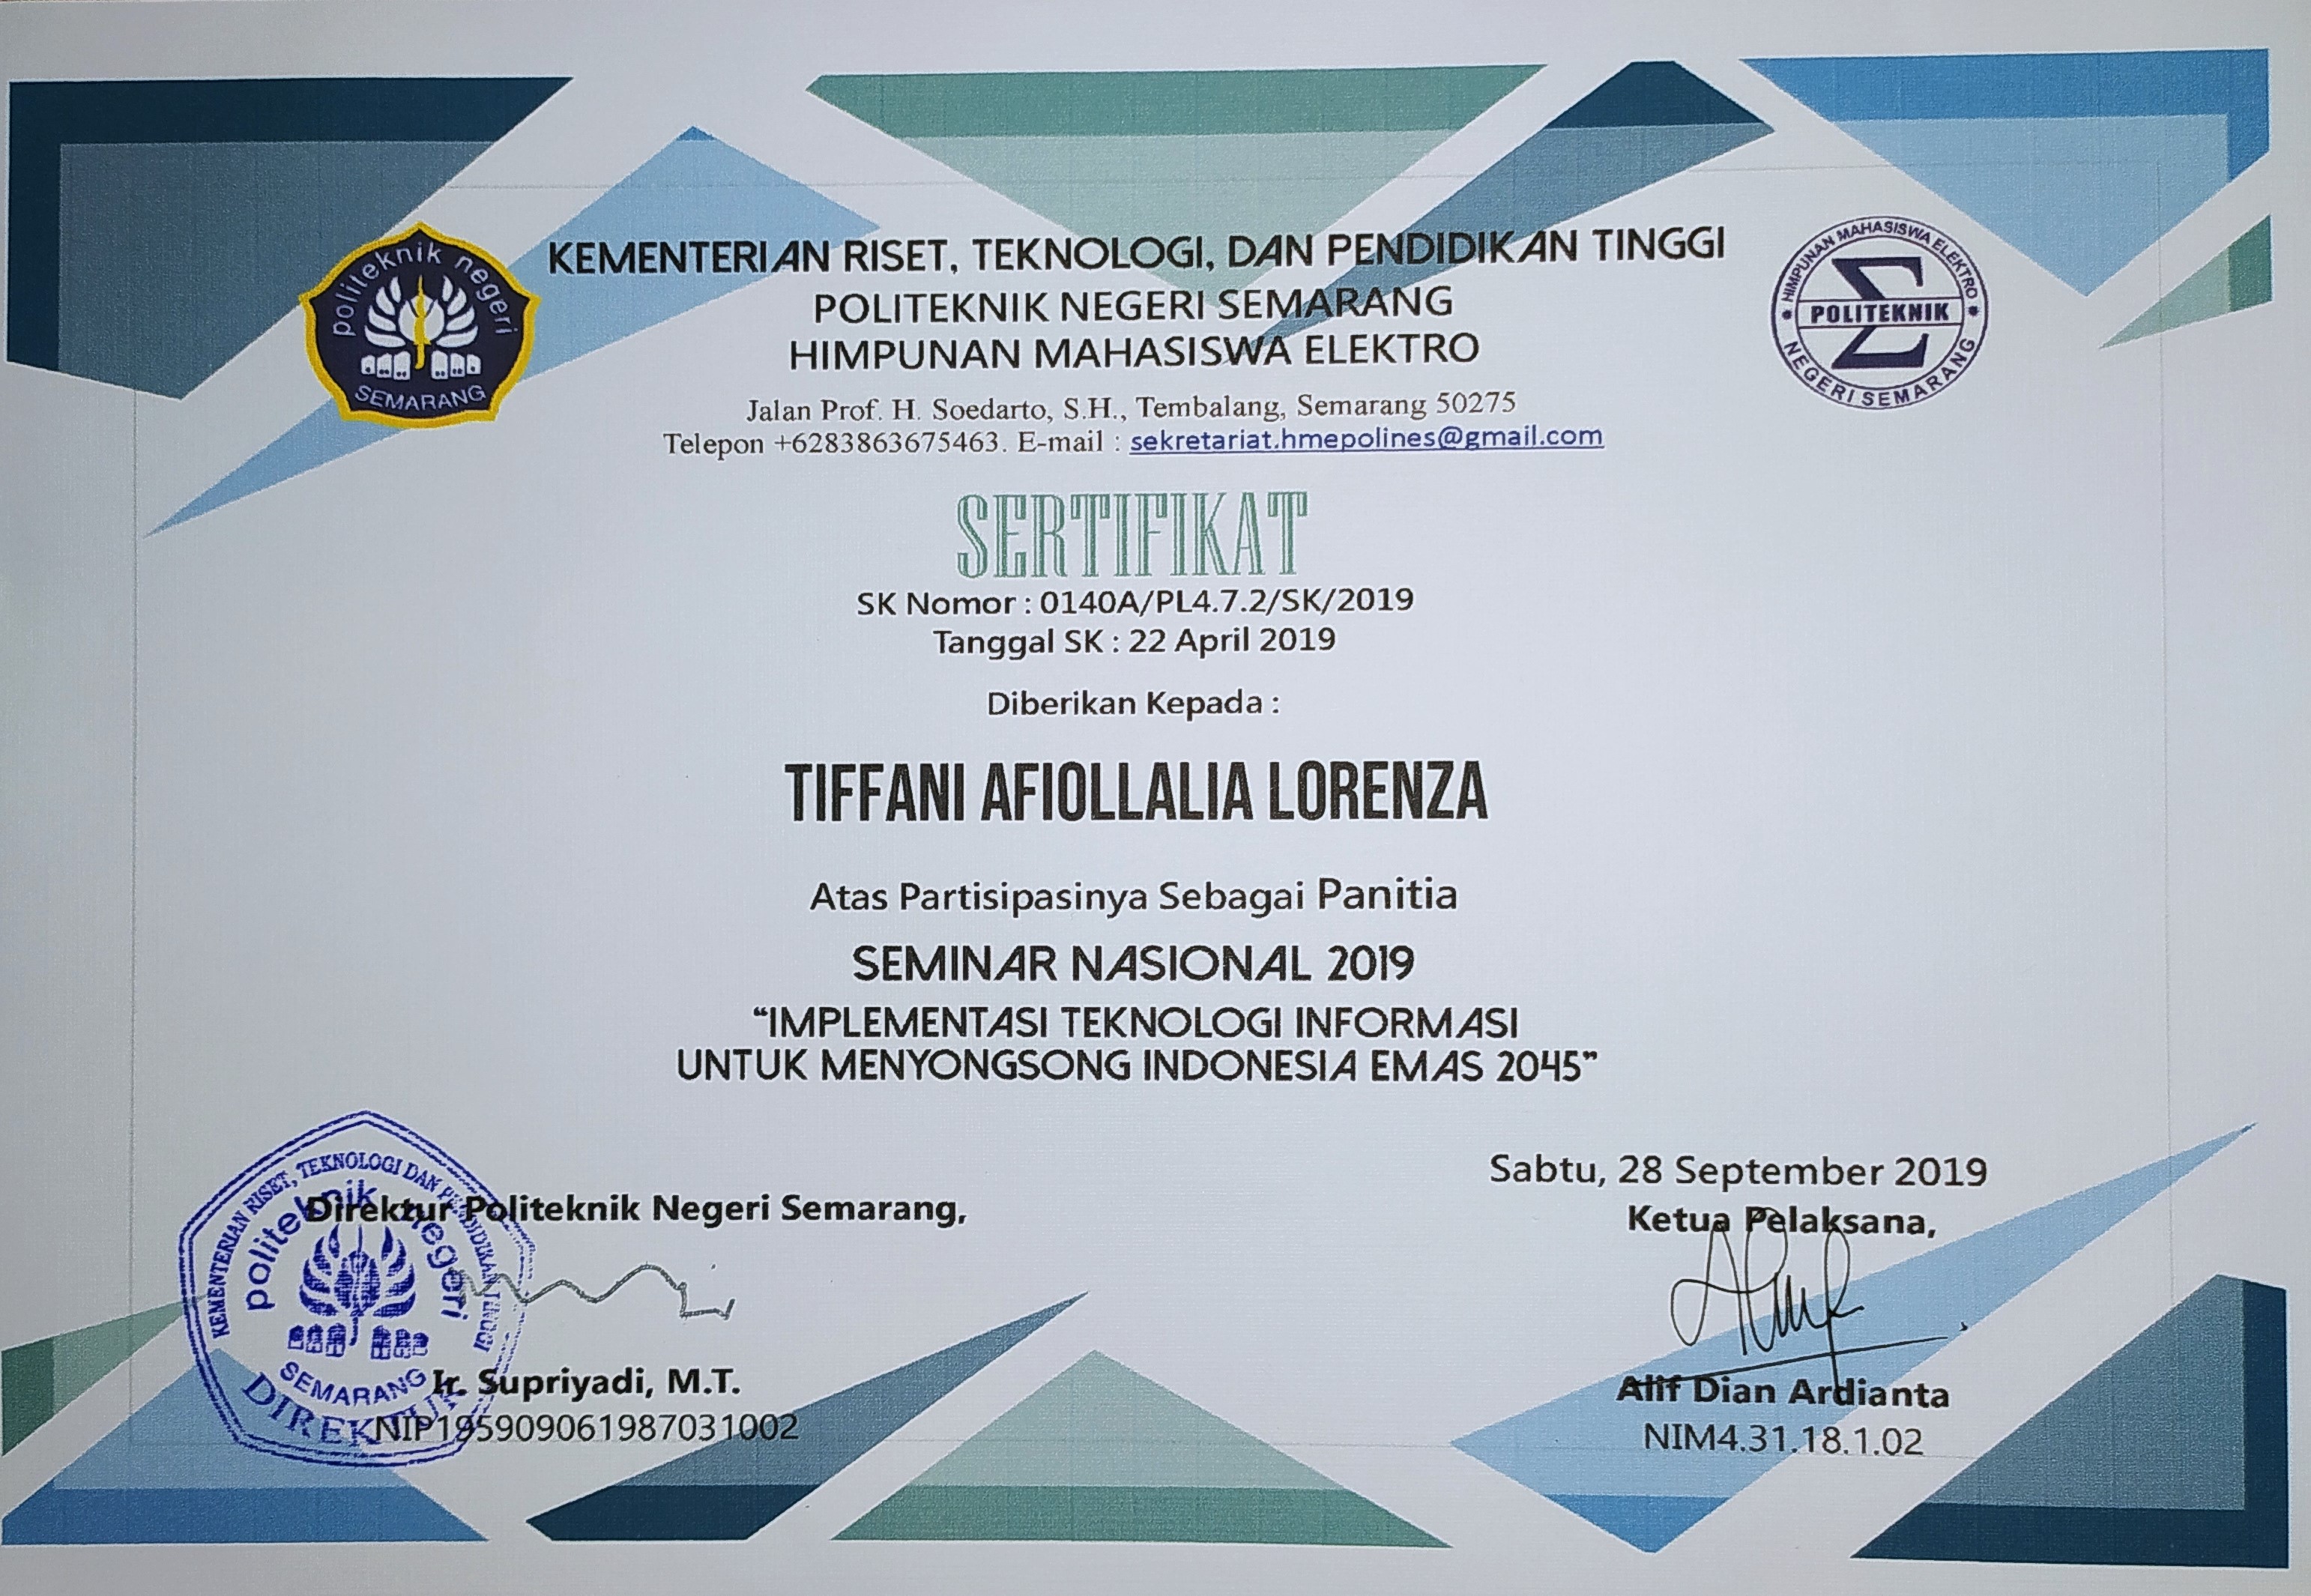 politeknik negeri
SEMARANG
KEMENTERIAN RISET, TEKNOLOGI, DAN PENDIDIKAN TINGGI
POLITEKNIK NEGERI SEMARANG
HIMPUNAN MAHASISWA ELEKTRO
HIMPUNAN MAHASISWA ELEKTRO
POLITEKNIK
NEGERI SEMARANG
Jalan Prof. H. Soedarto, S.H., Tembalang, Semarang 50275
Telepon +6283863675463. E-mail : sekretariat.hmepolines@gmail.com
SERTIFIKAT
SK Nomor : 0140A/PL4.7.2/SK/2019
Tanggal SK : 22 April 2019
Diberikan Kepada :
TIFFANI AFIOLLALIA LORENZA
Atas Partisipasinya Sebagai Panitia
SEMINAR NASIONAL 2019
“IMPLEMENTASI TEKNOLOGI INFORMASI
UNTUK MENYONGSONG INDONESIA EMAS 2045”
Direktur Politeknik Negeri Semarang,
KEMENTERIAN RISET, TEKNOLOGI DAN PENDIDIKAN TINGGI
politeknik negeri
SEMARANG
DIREKTUR
Ir. Supriyadi, M.T.
NIP195909061987031002
Sabtu, 28 September 2019
Ketua Pelaksana,
Alif Dian Ardianta
NIM4.31.18.1.02